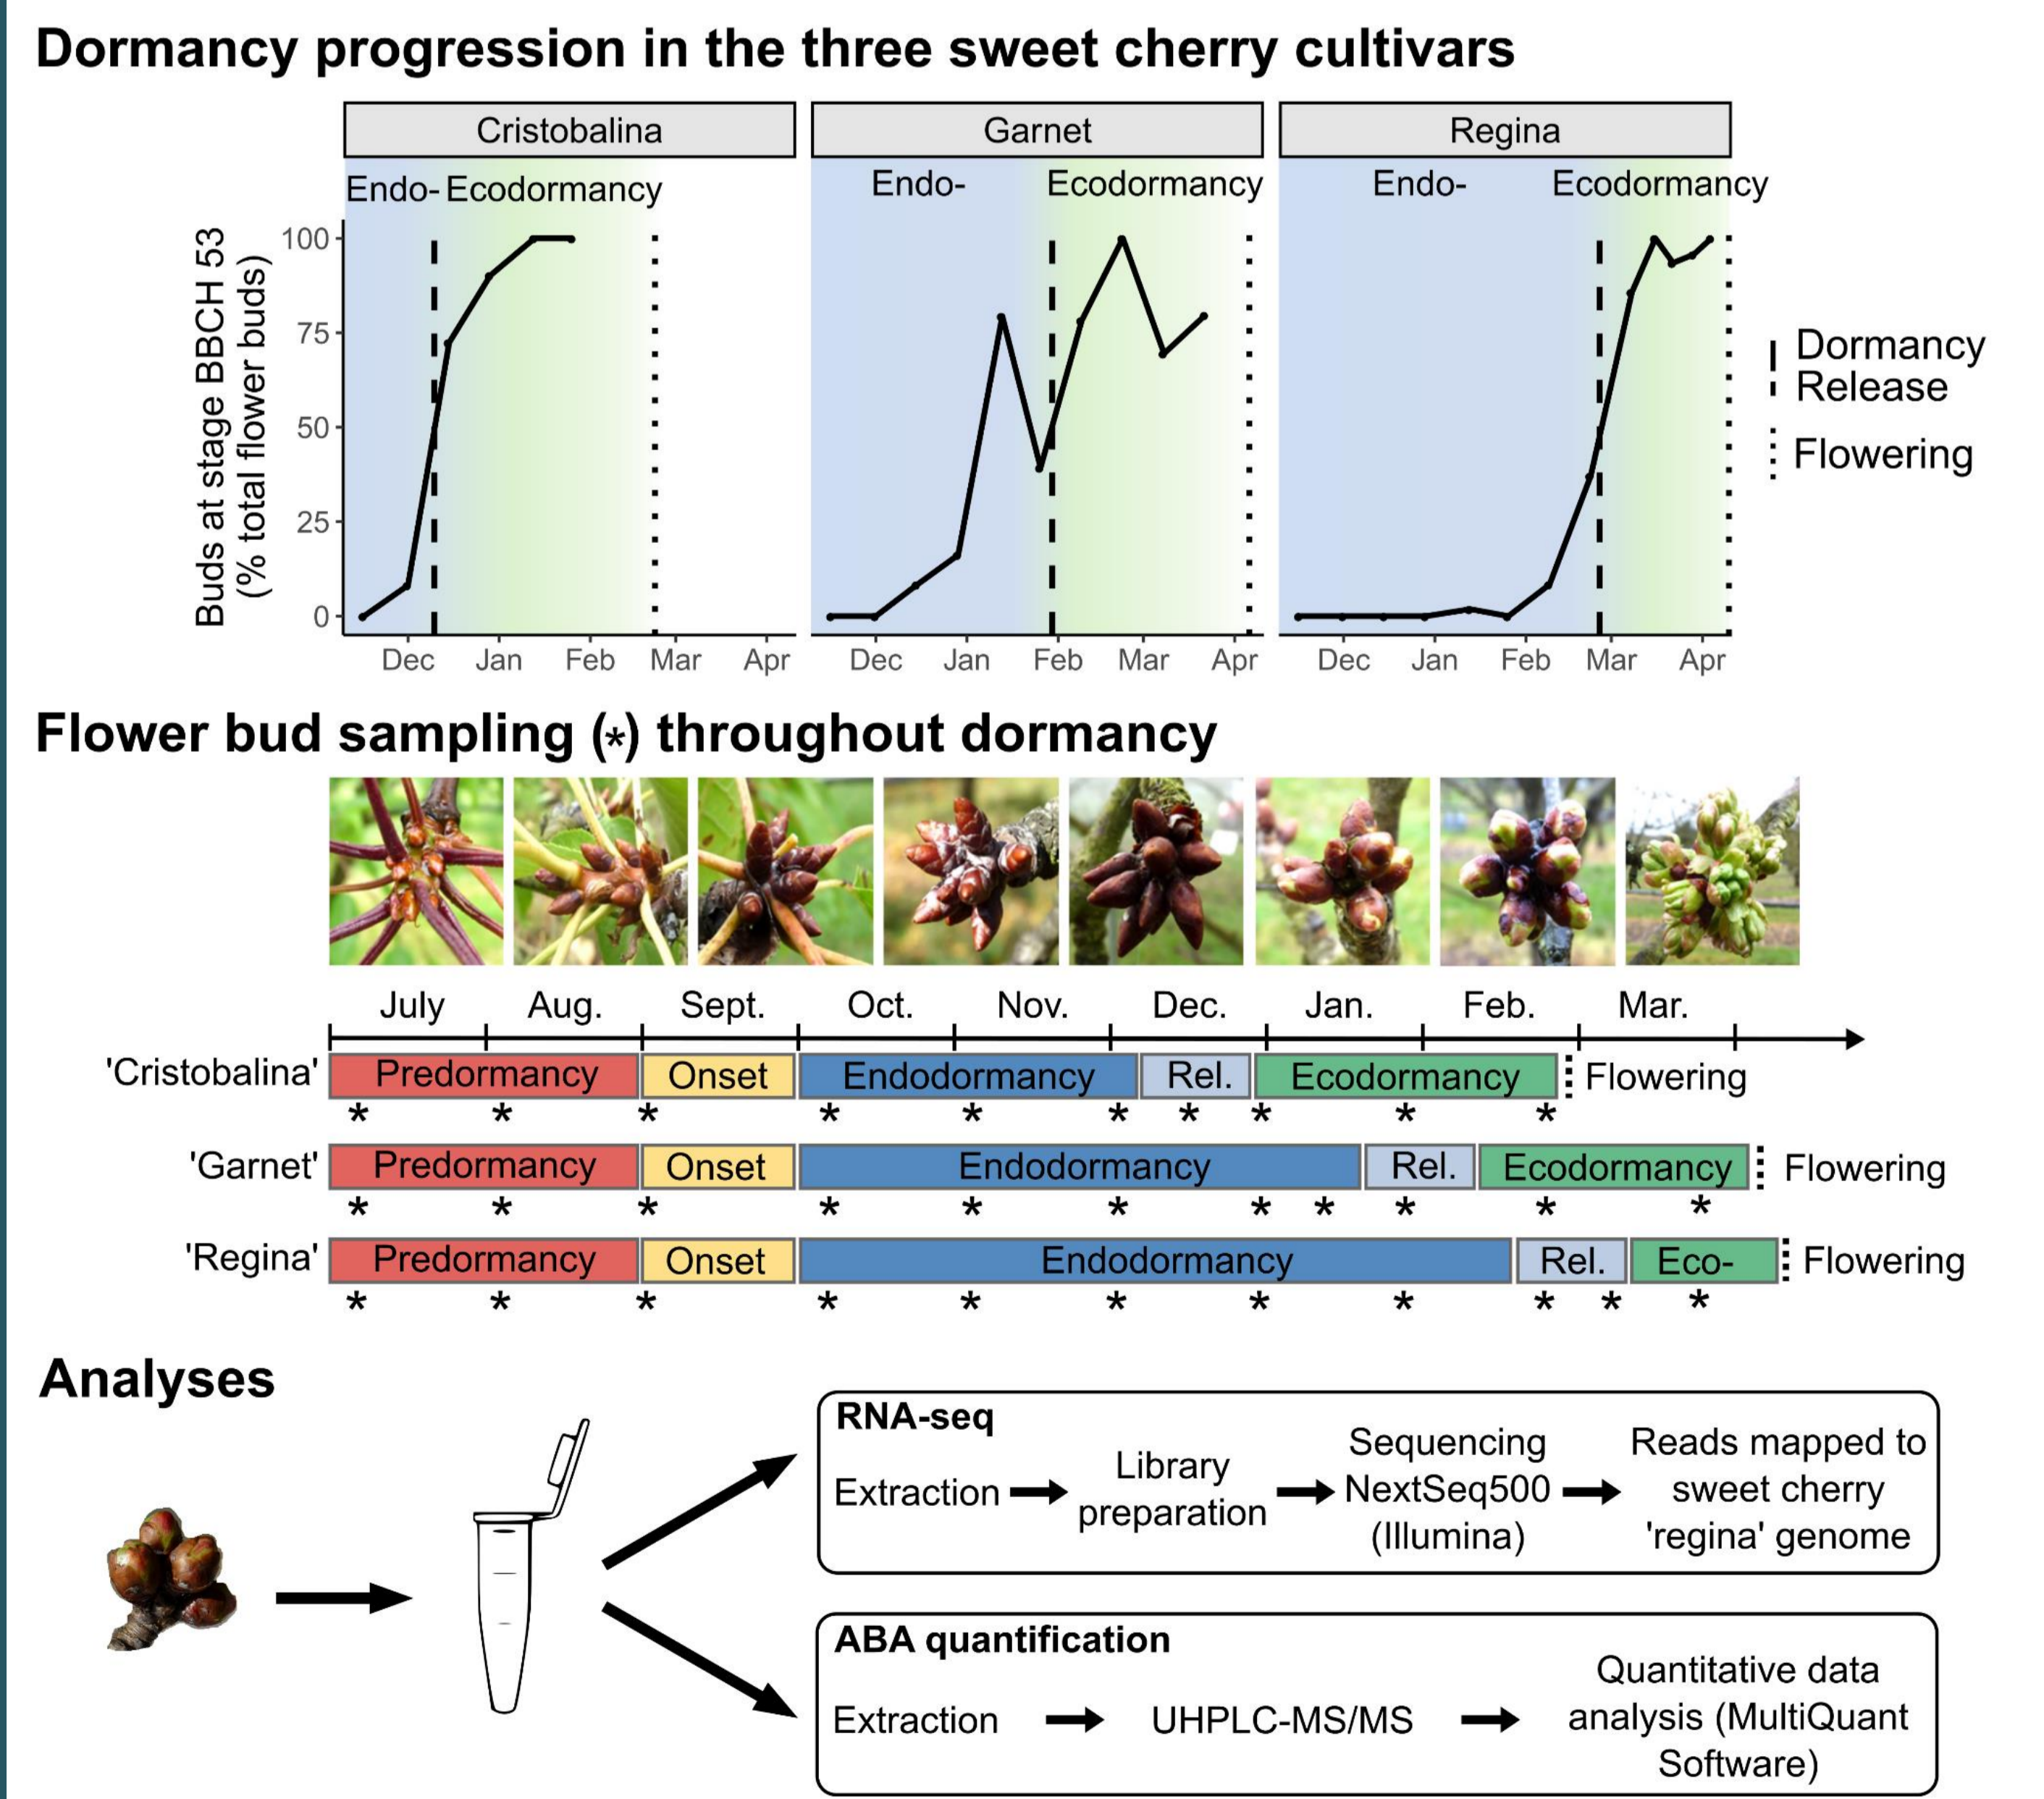 Dormancy progression in the three sweet cherry cultivars
Cristobalina
Garnet
Regina
Endo- Ecodormancy
Endo- Ecodormancy
Endo- Ecodormancy
Buds at stage BBCH 53
(% total flower buds)
100
75
50
25
0
Dec Jan Feb Mar Apr
Dec Jan Feb Mar Apr
Dec Jan Feb Mar Apr
Dormancy
Release
Flowering
Flower bud sampling (*) throughout dormancy
July Aug. Sept. Oct. Nov. Dec. Jan. Feb. Mar.
'Cristobalina' Predormancy Onset Endodormancy Rel. Ecodormancy Flowering
* * * * * * * * * *
'Garnet' Predormancy Onset Endodormancy Rel. Ecodormancy Flowering
* * * * * * * * * * *
'Regina' Predormancy Onset Endodormancy Rel. Eco- Flowering
* * * * * * * * * * *
Analyses
RNA-seq
Extraction
Library
preparation
Sequencing
NextSeq500
(Illumina)
Reads mapped to
sweet cherry
'regina' genome
ABA quantification
Extraction
UHPLC-MS/MS
Quantitative data
analysis (MultiQuant
Software)